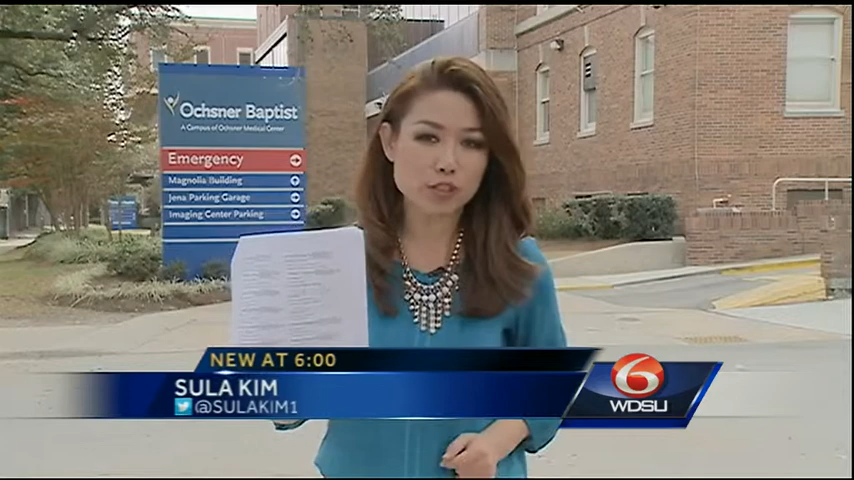 Ochsner Baptist
A Campus of Ochsner Medical Center
Emergency
Magnolia Building
Jena Parking Garage
Imaging Center Parking
NEW AT 6:00
SULA KIM
@SULAKIM1
6
WDSU